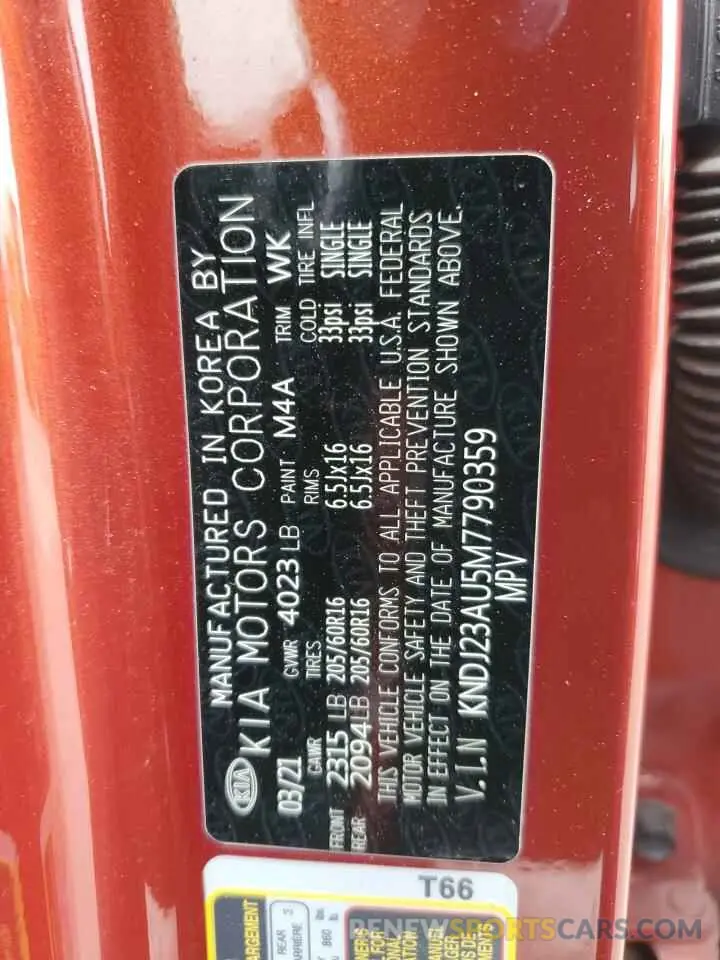 MANUFACTURED IN KOREA BY
KIA KIA MOTORS CORPORATION
03/21 GVWR 4023 LB PAINT M4A TRIM WK
GAWR TIRES RIMS COLD TIRE INFL
FRONT 2315 LB 205/60R16 6.5Jx16 33psi SINGLE
REAR 2094 LB 205/60R16 6.5Jx16 33psi SINGLE
THIS VEHICLE CONFORMS TO ALL APPLICABLE U.S.A. FEDERAL
MOTOR VEHICLE SAFETY AND THEFT PREVENTION STANDARDS
IN EFFECT ON THE DATE OF MANUFACTURE SHOWN ABOVE.
V.I.N KNDJ23AU5M7790359
MPV
T66
REAR
860
RENEWSPORTSCARS.COM